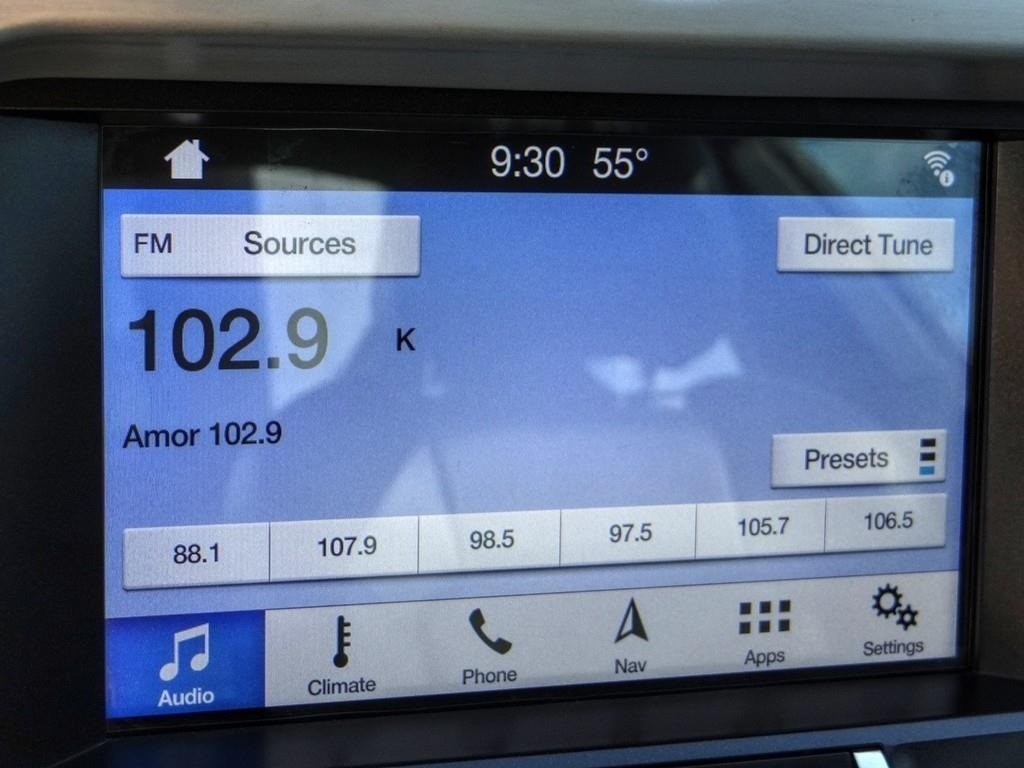 9:30 55°
FM Sources
Direct Tune
102.9 K
Amor 102.9
Presets
88.1 107.9 98.5 97.5 105.7 106.5
Audio Climate Phone Nav Apps Settings